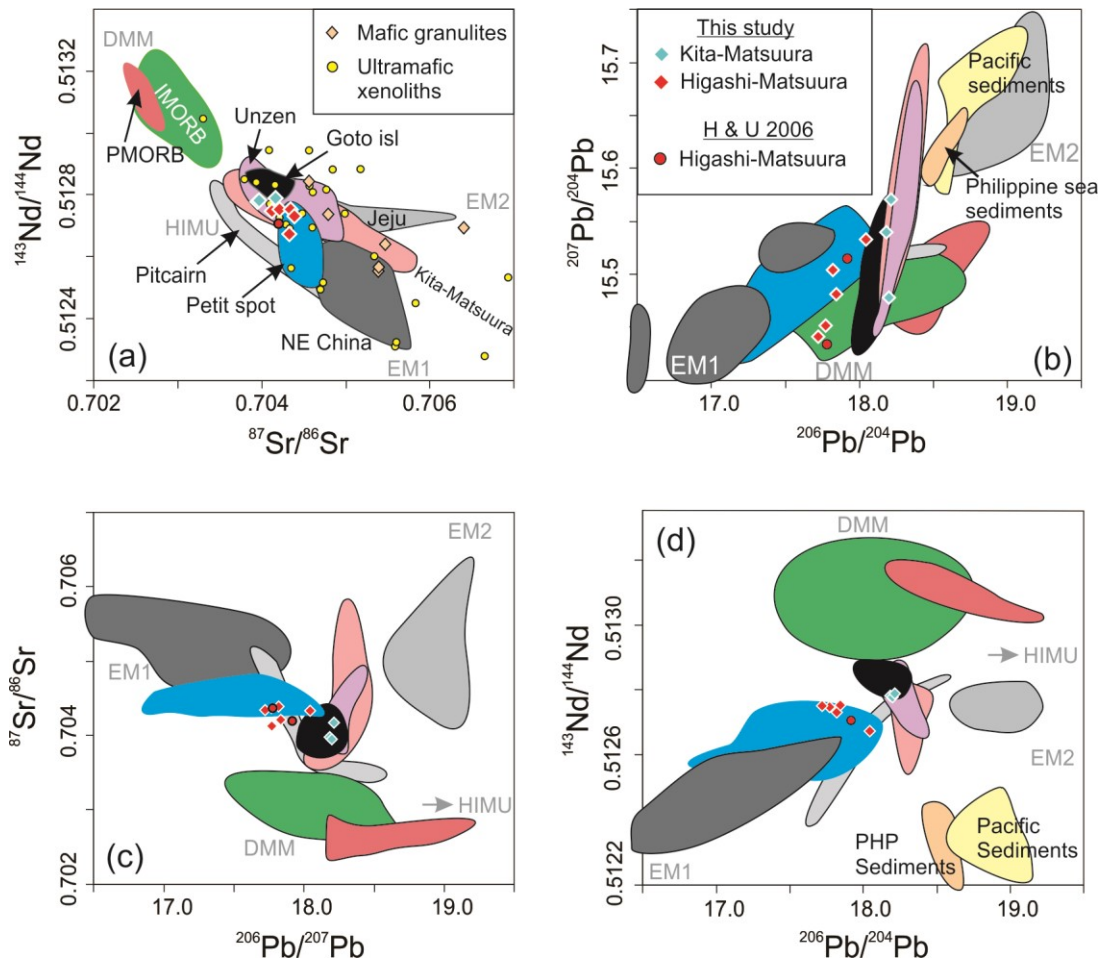 DMM
0.5132
IMORB
PMORB
Mafic granulites
Ultramafic
xenoliths
Unzen
Goto isl
0.5128
EM2
Jeju
HIMU
Pitcairn
Petit spot
Kita-Matsuura
0.5124
NE China
EM1
(a)
¹⁴³Nd/¹⁴⁴Nd
0.702
0.704
0.706
⁸⁷Sr/⁸⁶Sr
This study
Kita-Matsuura
Higashi-Matsuura
H & U 2006
Higashi-Matsuura
15.7
Pacific
sediments
15.6
EM2
Philippine sea
sediments
15.5
EM1
DMM
(b)
²⁰⁷Pb/²⁰⁴Pb
17.0
18.0
19.0
²⁰⁶Pb/²⁰⁴Pb
EM2
0.706
EM1
0.704
HIMU
DMM
0.702
(c)
⁸⁷Sr/⁸⁶Sr
17.0
18.0
19.0
²⁰⁶Pb/²⁰⁷Pb
DMM
(d)
0.5130
HIMU
0.5126
EM2
PHP
Sediments
Pacific
Sediments
EM1
0.5122
¹⁴³Nd/¹⁴⁴Nd
17.0
18.0
19.0
²⁰⁶Pb/²⁰⁴Pb